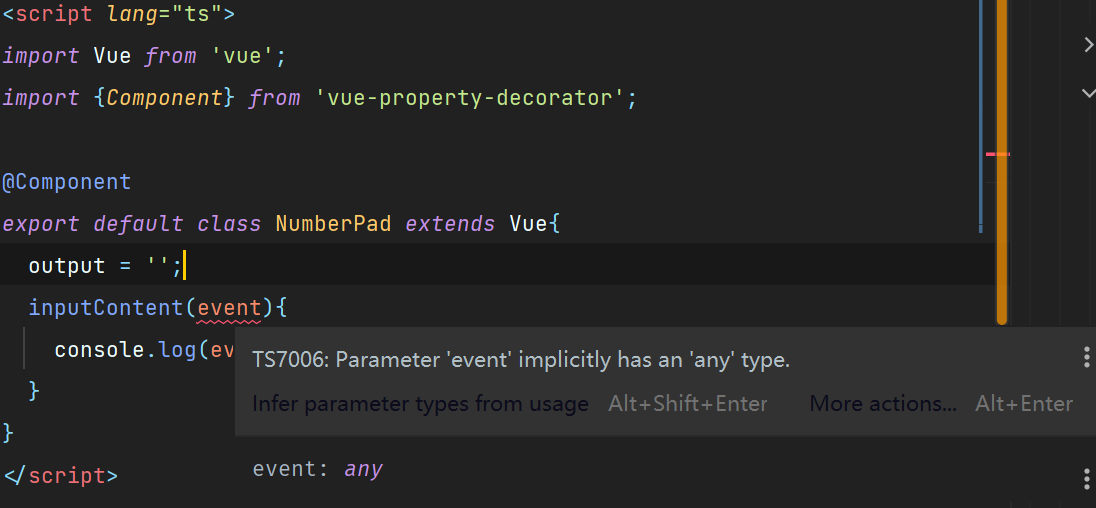 <script lang="ts">
import Vue from 'vue';
import {Component} from 'vue-property-decorator';
@Component
export default class NumberPad extends Vue{
output = '';
inputContent(event){
console.log(ev
TS7006: Parameter 'event' implicitly has an 'any' type.
Infer parameter types from usage Alt+Shift+Enter More actions... Alt+Enter
}
}
</script>
event: any